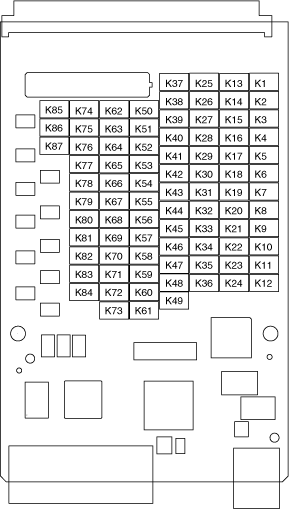 K85 K74 K62 K50
K86 K75 K63 K51
K87 K76 K64 K52
K77 K65 K53
K78 K66 K54
K79 K67 K55
K80 K68 K56
K81 K69 K57
K82 K70 K58
K83 K71 K59
K84 K72 K60
K73 K61
K37 K25 K13 K1
K38 K26 K14 K2
K39 K27 K15 K3
K40 K28 K16 K4
K41 K29 K17 K5
K42 K30 K18 K6
K43 K31 K19 K7
K44 K32 K20 K8
K45 K33 K21 K9
K46 K34 K22 K10
K47 K35 K23 K11
K48 K36 K24 K12
K49